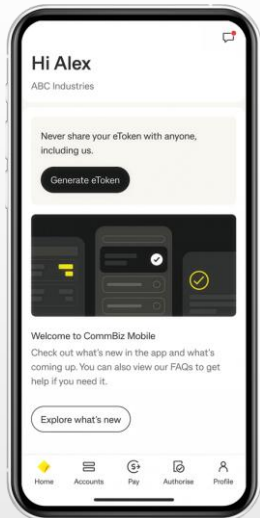 Hi Alex
ABC Industries
Never share your eToken with anyone,
including us.
Generate eToken
Welcome to CommBiz Mobile
Check out what's new in the app and what's
coming up. You can also view our FAQs to get
help if you need it.
Explore what's new
Home Accounts Pay Authorise Profile